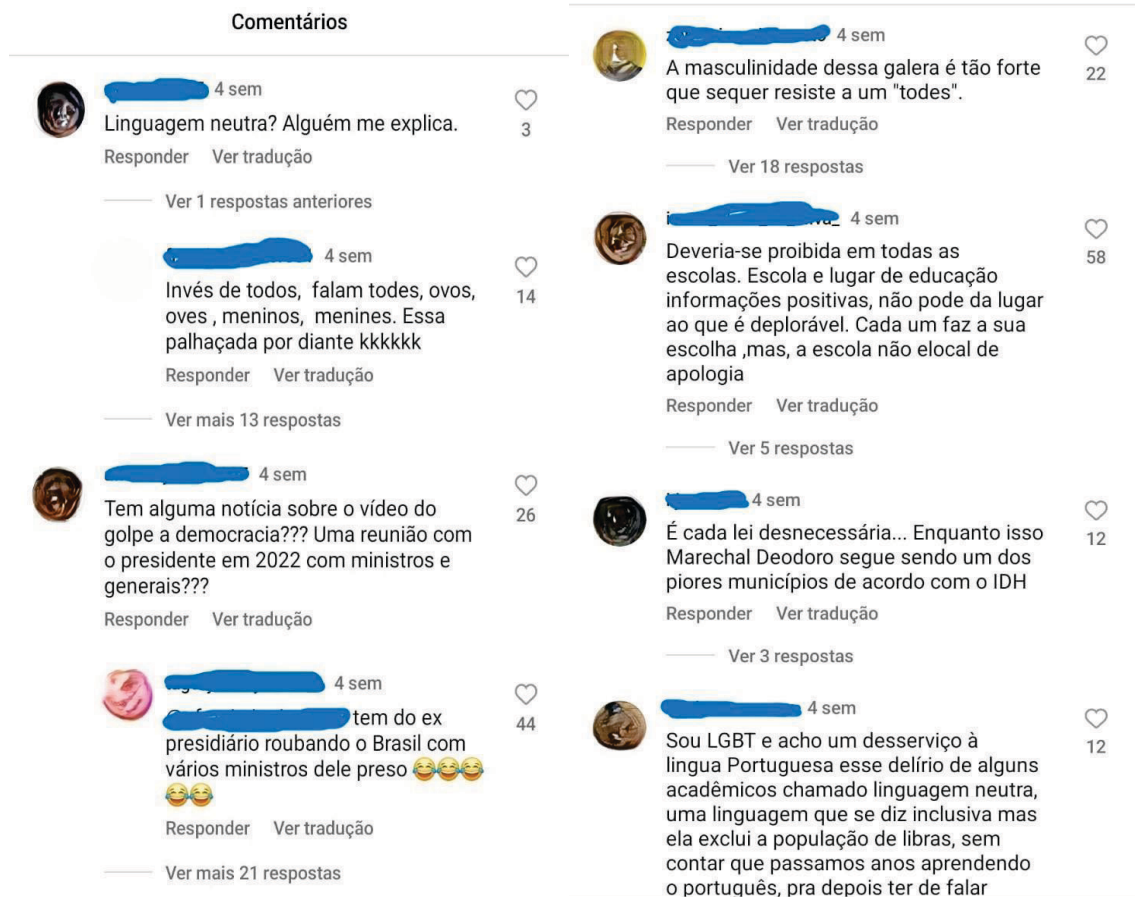 Comentários
4 sem
Linguagem neutra? Alguém me explica.
3
Responder Ver tradução
Ver 1 respostas anteriores
4 sem
Invés de todos, falam todes, ovos,
oves , meninos, menines. Essa
palhaçada por diante kkkkkk
14
Responder Ver tradução
Ver mais 13 respostas
4 sem
Tem alguma notícia sobre o vídeo do
golpe a democracia??? Uma reunião com
o presidente em 2022 com ministros e
generais???
26
Responder Ver tradução
4 sem
tem do ex
presidiário roubando o Brasil com
vários ministros dele preso 😂😂😂
😂😂
44
Responder Ver tradução
Ver mais 21 respostas
4 sem
A masculinidade dessa galera é tão forte
que sequer resiste a um "todes".
22
Responder Ver tradução
Ver 18 respostas
4 sem
Deveria-se proibida em todas as
escolas. Escola e lugar de educação
informações positivas, não pode da lugar
ao que é deplorável. Cada um faz a sua
escolha ,mas, a escola não elocal de
apologia
58
Responder Ver tradução
Ver 5 respostas
4 sem
É cada lei desnecessária... Enquanto isso
Marechal Deodoro segue sendo um dos
piores municípios de acordo com o IDH
12
Responder Ver tradução
Ver 3 respostas
4 sem
Sou LGBT e acho um desserviço à
lingua Portuguesa esse delírio de alguns
acadêmicos chamado linguagem neutra,
uma linguagem que se diz inclusiva mas
ela exclui a população de libras, sem
contar que passamos anos aprendendo
o português, pra depois ter de falar
12